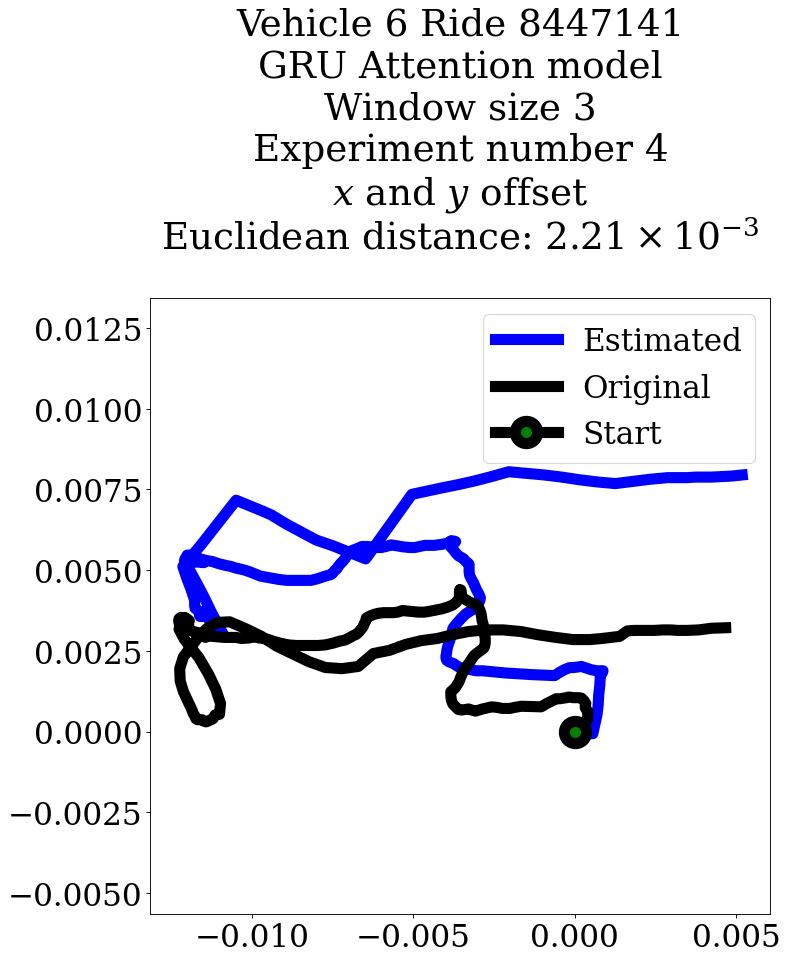 Vehicle 6 Ride 8447141
GRU Attention model
Window size 3
Experiment number 4
x and y offset
Euclidean distance: 2.21 × 10⁻³
Estimated
Original
Start
0.0125
0.0100
0.0075
0.0050
0.0025
0.0000
−0.0025
−0.0050
−0.010 −0.005 0.000 0.005